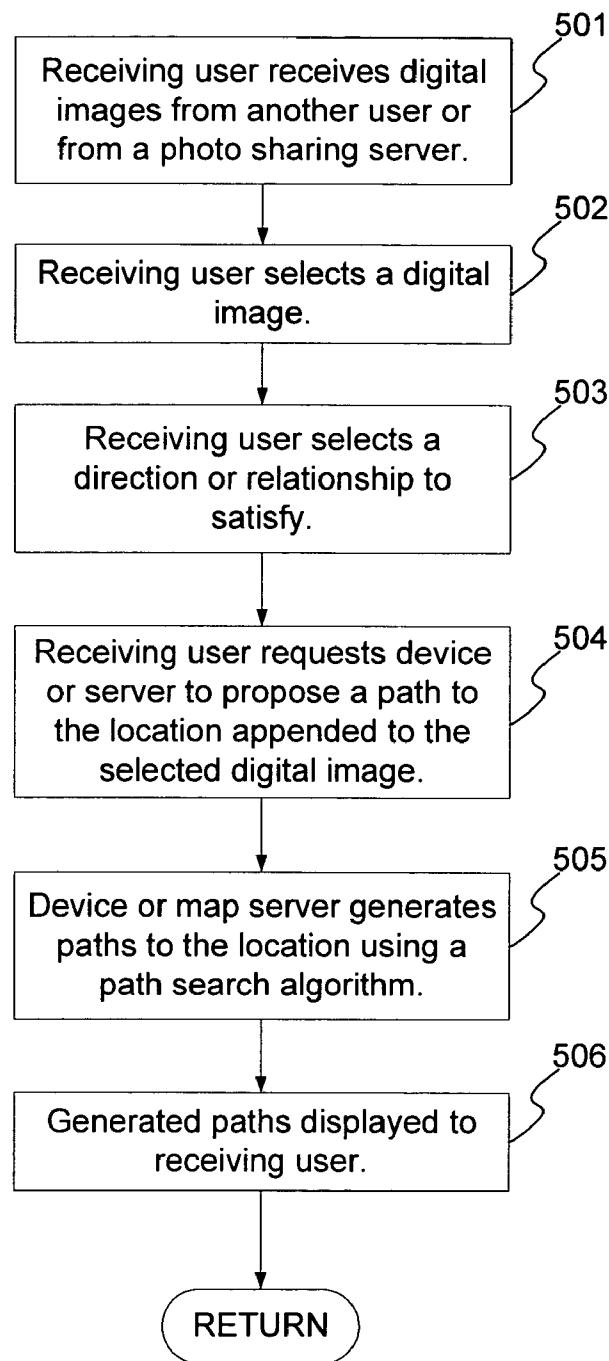 501
Receiving user receives digital
images from another user or
from a photo sharing server.
502
Receiving user selects a digital
image.
503
Receiving user selects a
direction or relationship to
satisfy.
504
Receiving user requests device
or server to propose a path to
the location appended to the
selected digital image.
505
Device or map server generates
paths to the location using a
path search algorithm.
506
Generated paths displayed to
receiving user.
RETURN